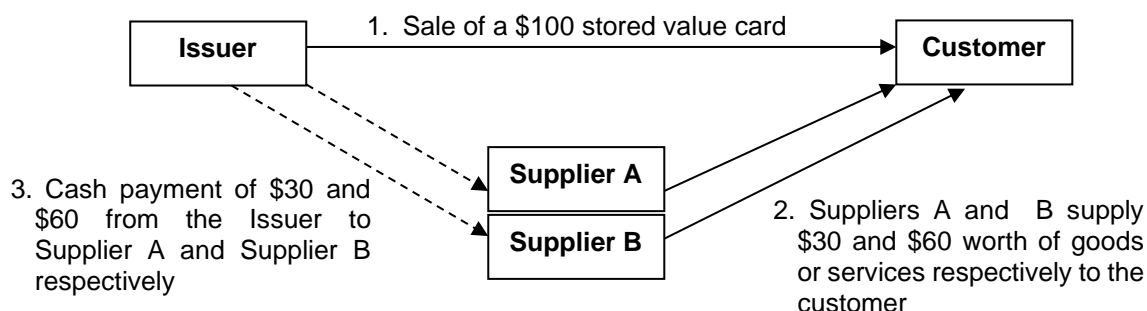 1. Sale of a $100 stored value card
Issuer
Customer
Supplier A
Supplier B
3. Cash payment of $30 and
$60 from the Issuer to
Supplier A and Supplier B
respectively
2. Suppliers A and B supply
$30 and $60 worth of goods
or services respectively to the
customer